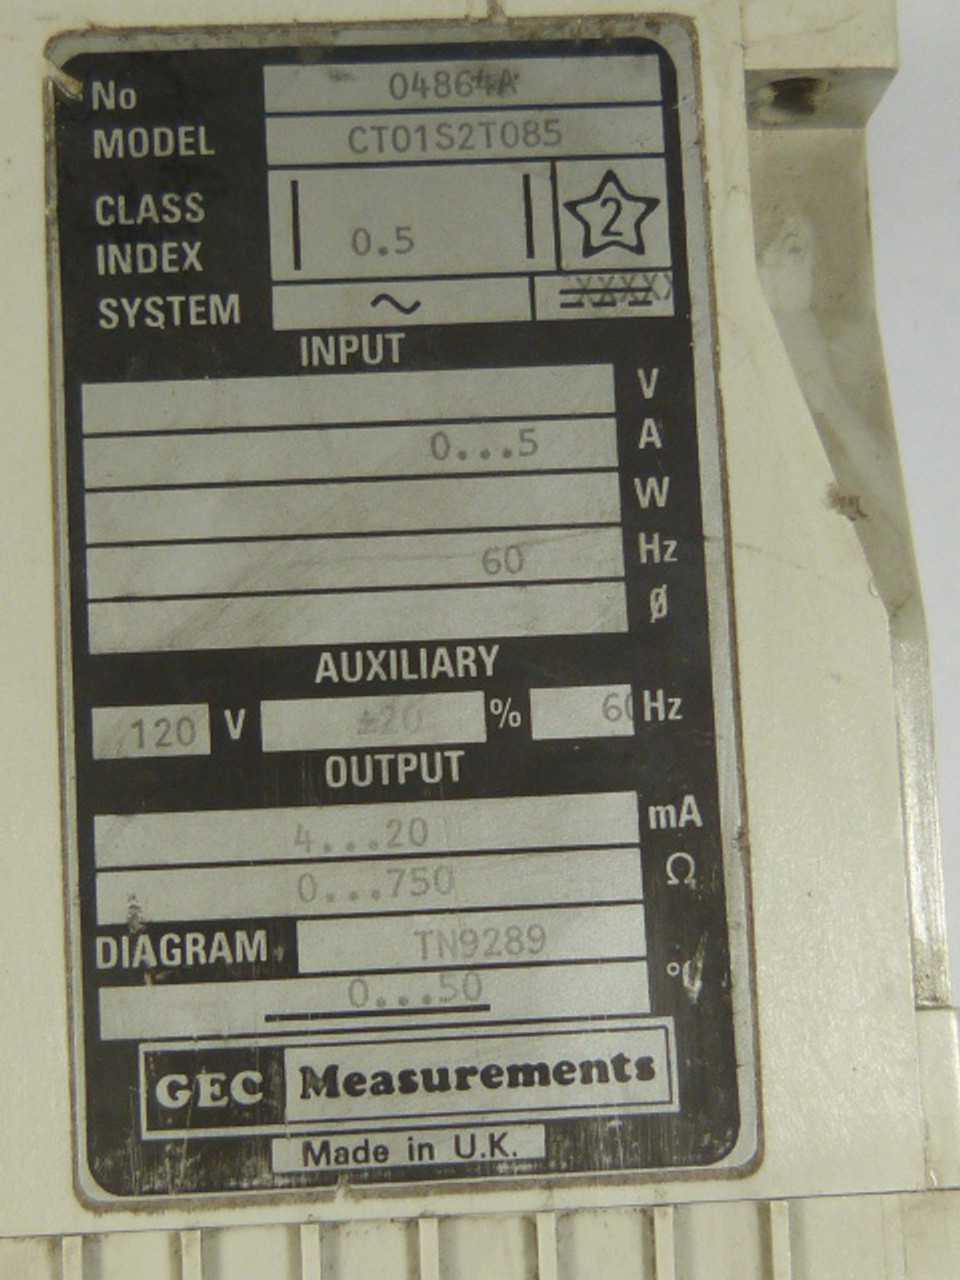 No 04864A
MODEL CT01S2T085
CLASS
INDEX 0.5 2
SYSTEM ~
INPUT
V
0...5 A
W
60 Hz
Ø
AUXILIARY
120 V ±20 % 60 Hz
OUTPUT
4...20 mA
0...750 Ω
DIAGRAM TN9289
0...50
GEC Measurements
Made in U.K.